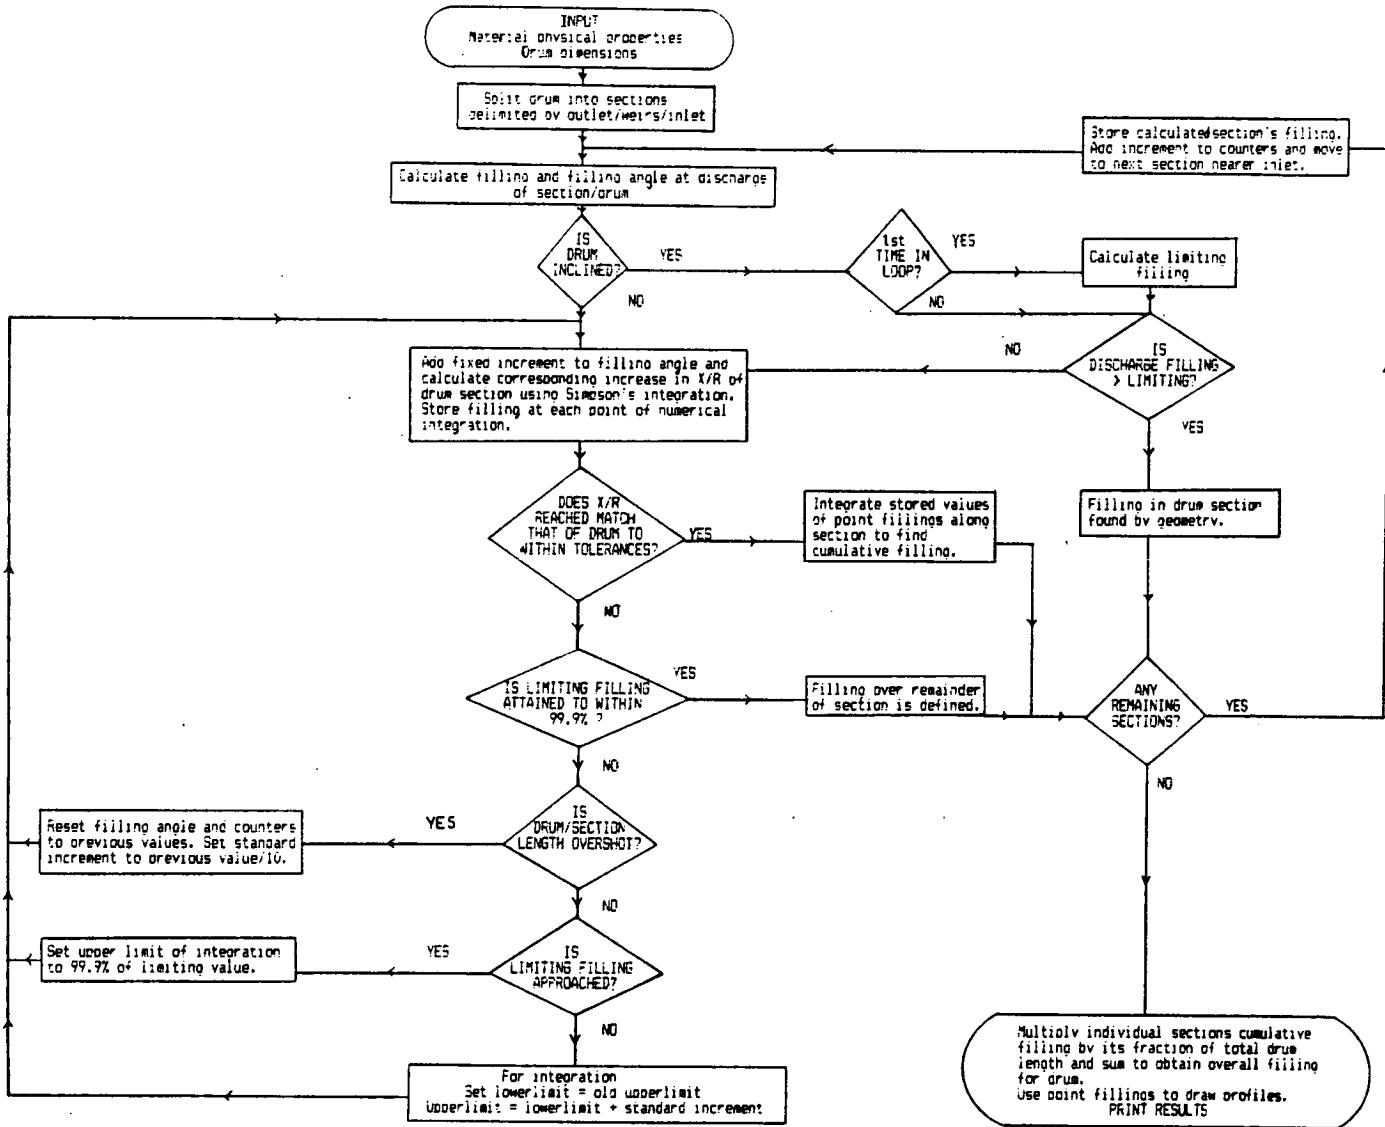 INPUT
Material physical properties
Drum dimensions
Split drum into sections
delimited by outlet/weirs/inlet
Store calculated section's filling.
Add increment to counters and move
to next section nearer inlet.
Calculate filling and filling angle at discharge
of section/drum
IS
DRUM
INCLINED?
YES
NO
1st
TIME IN
LOOP?
YES
NO
Calculate limiting
filling
IS
DISCHARGE FILLING
> LIMITING?
NO
YES
Add fixed increment to filling angle and
calculate corresponding increase in X/R of
drum section using Simpson's integration.
Store filling at each point of numerical
integration.
DOES X/R
REACHED MATCH
THAT OF DRUM TO
WITHIN TOLERANCES?
YES
NO
Integrate stored values
of point fillings along
section to find
cumulative filling.
Filling in drum section
found by geometry.
IS LIMITING FILLING
ATTAINED TO WITHIN
99.9% ?
YES
NO
Filling over remainder
of section is defined.
ANY
REMAINING
SECTIONS?
YES
NO
IS
DRUM/SECTION
LENGTH OVERSHOT?
YES
NO
Reset filling angle and counters
to previous values. Set standard
increment to previous value/10.
IS
LIMITING FILLING
APPROACHED?
YES
NO
Set upper limit of integration
to 99.9% of limiting value.
For integration
Set lowerlimit = old upperlimit
Upperlimit = lowerlimit + standard increment
Multiply individual sections cumulative
filling by its fraction of total drum
length and sum to obtain overall filling
for drum.
Use point fillings to draw profiles.
PRINT RESULTS